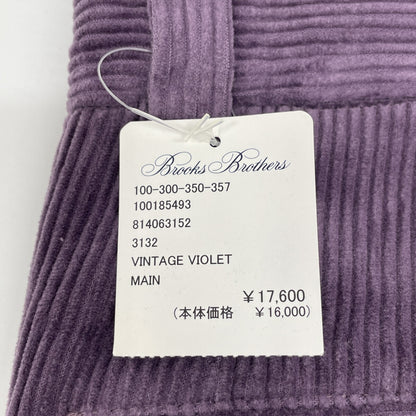 Brooks Brothers
100-300-350-357
100185493
814063152
3132
VINTAGE VIOLET
MAIN
￥17,600
(本体価格 ￥16,000)